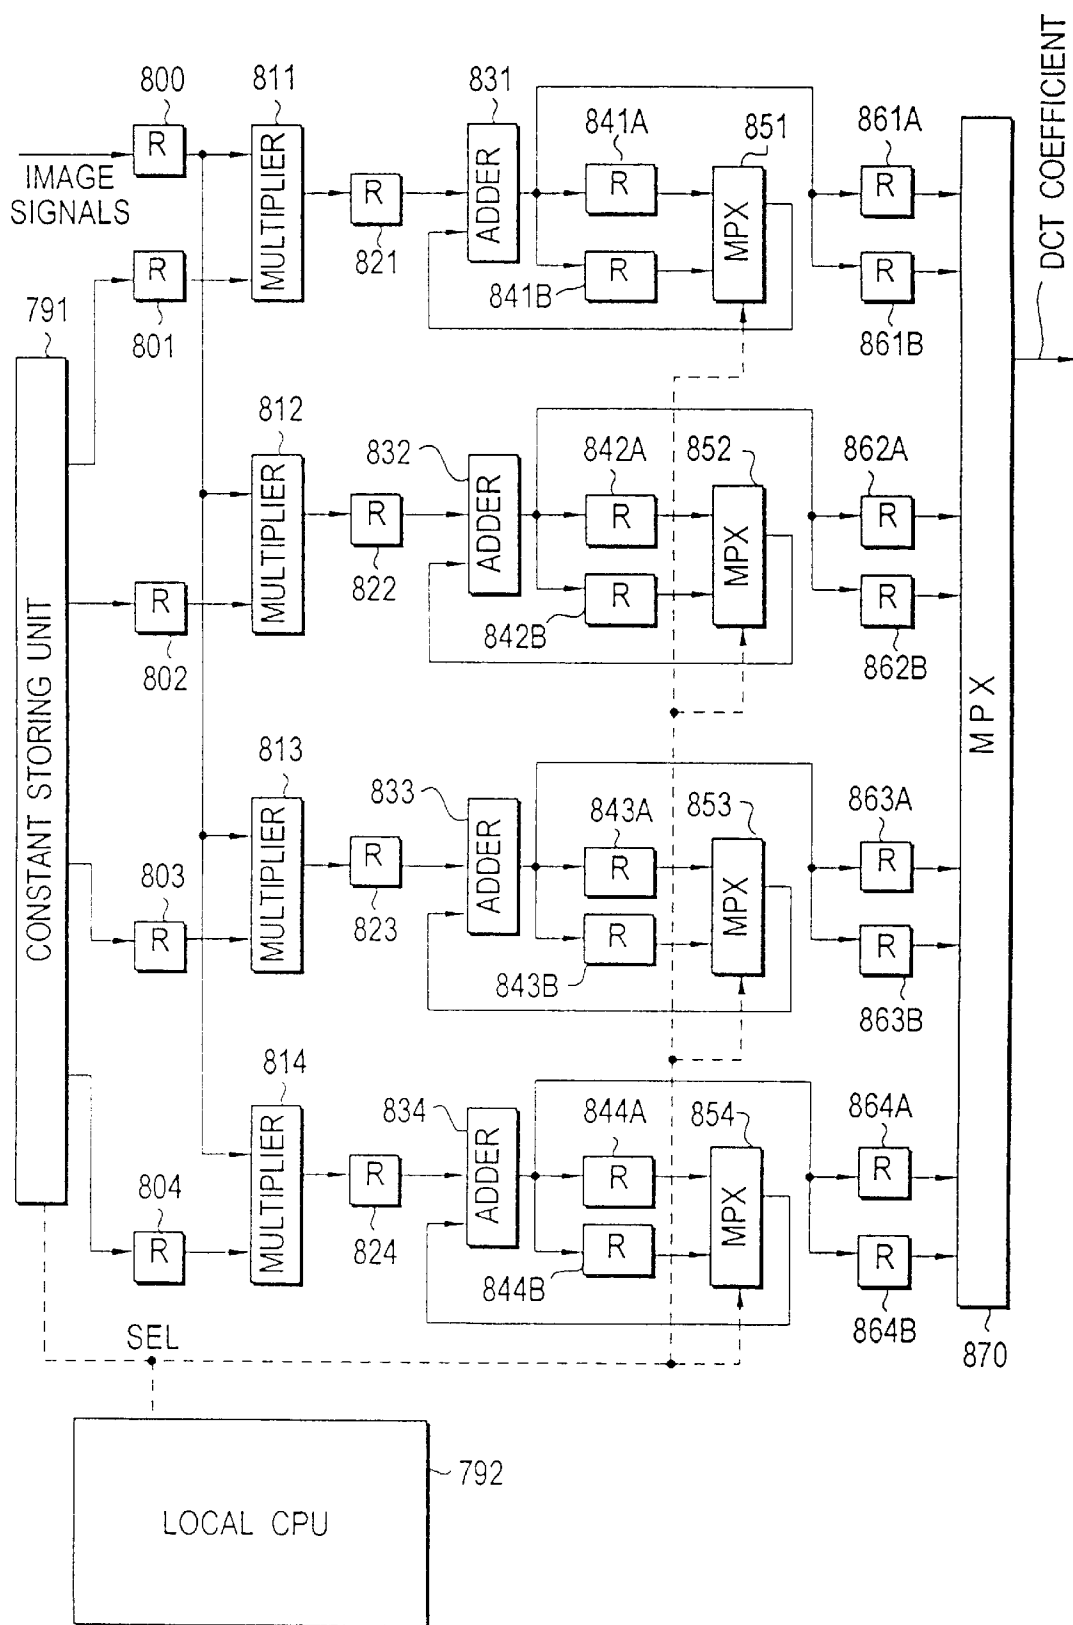 800
R
IMAGE
SIGNALS
R
801
811
MULTIPLIER
R
821
831
ADDER
841A
R
R
841B
851
MPX
861A
R
R
861B
DCT COEFFICIENT
791
CONSTANT STORING UNIT
R
802
812
MULTIPLIER
R
822
832
ADDER
842A
R
R
842B
852
MPX
862A
R
R
862B
MPX
803
R
813
MULTIPLIER
R
823
833
ADDER
843A
R
R
843B
853
MPX
863A
R
R
863B
804
R
814
MULTIPLIER
R
824
834
ADDER
844A
R
R
844B
854
MPX
864A
R
R
864B
870
SEL
LOCAL CPU
792